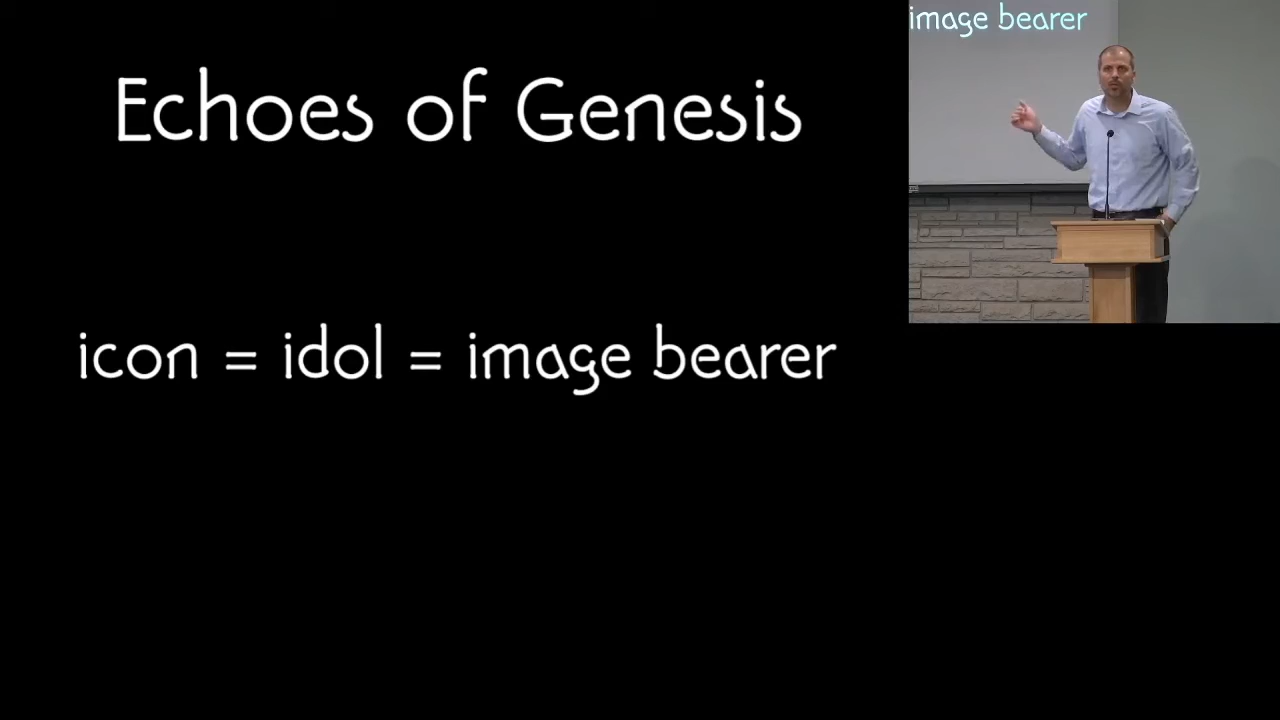 Echoes of Genesis
icon = idol = image bearer
image bearer